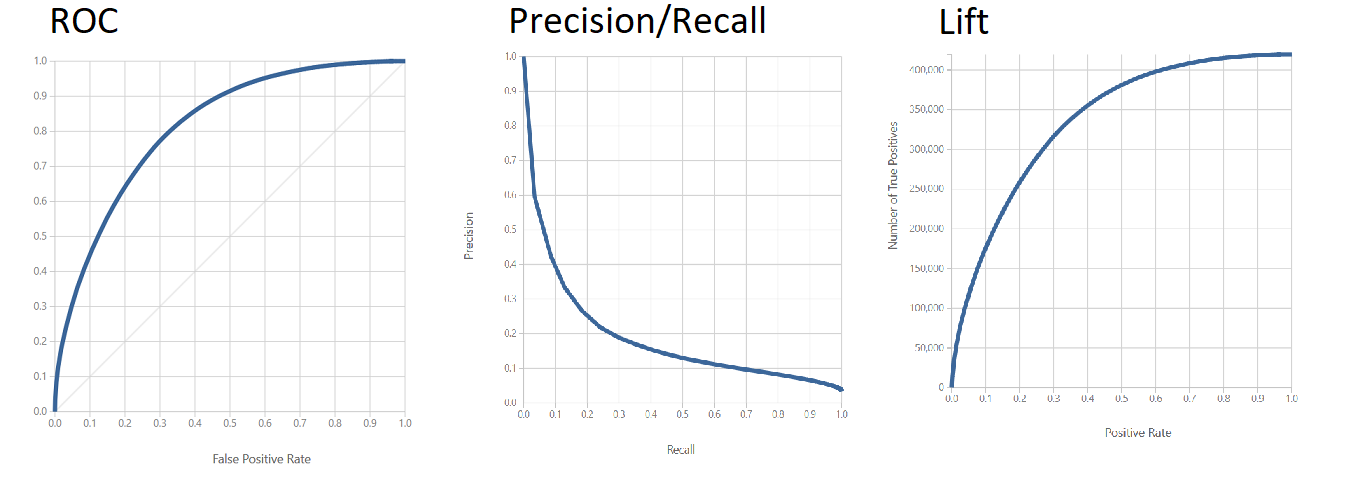 ROC
1.0
0.9
0.8
0.7
0.6
0.5
0.4
0.3
0.2
0.1
0.0
0.0 0.1 0.2 0.3 0.4 0.5 0.6 0.7 0.8 0.9 1.0
False Positive Rate
Precision/Recall
Precision
1.0
0.9
0.8
0.7
0.6
0.5
0.4
0.3
0.2
0.1
0.0
0.0 0.1 0.2 0.3 0.4 0.5 0.6 0.7 0.8 0.9 1.0
Recall
Lift
Number of True Positives
400,000
350,000
300,000
250,000
200,000
150,000
100,000
50,000
0
0.0 0.1 0.2 0.3 0.4 0.5 0.6 0.7 0.8 0.9 1.0
Positive Rate